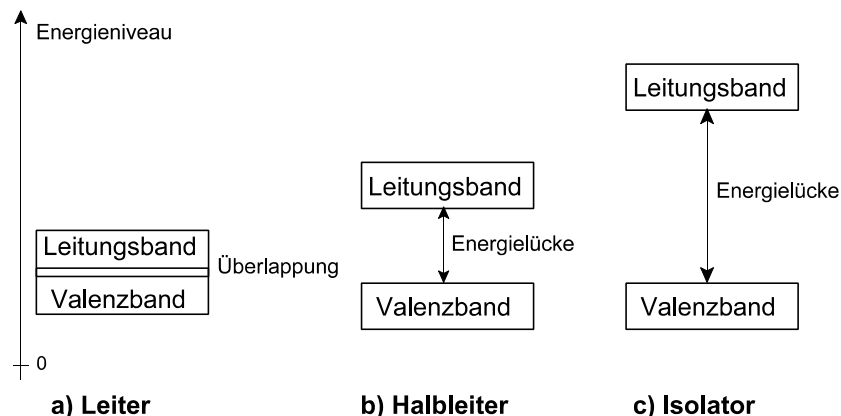 Energieniveau
Leitungsband
Überlappung
Valenzband
Leitungsband
Energielücke
Valenzband
Leitungsband
Energielücke
Valenzband
0
a) Leiter
b) Halbleiter
c) Isolator